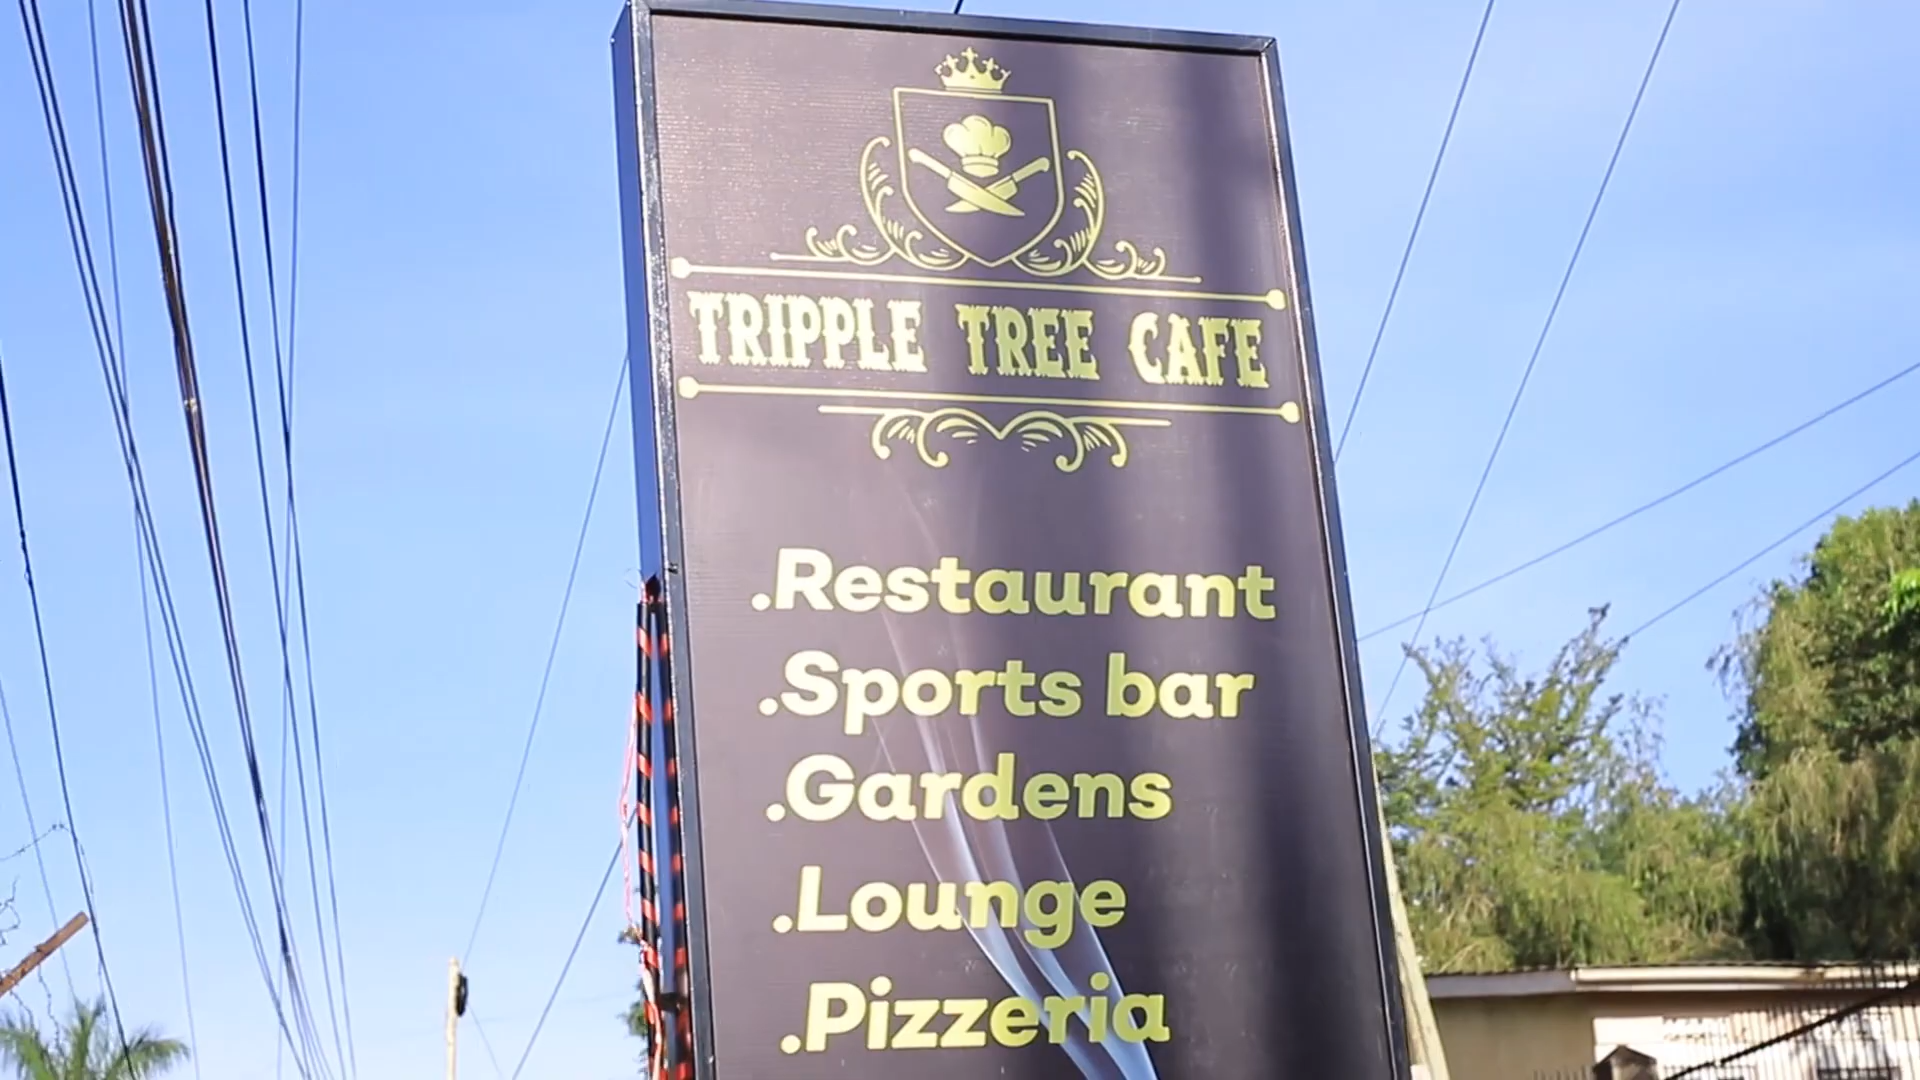 TRIPPLE TREE CAFE
.Restaurant
.Sports bar
.Gardens
.Lounge
.Pizzeria